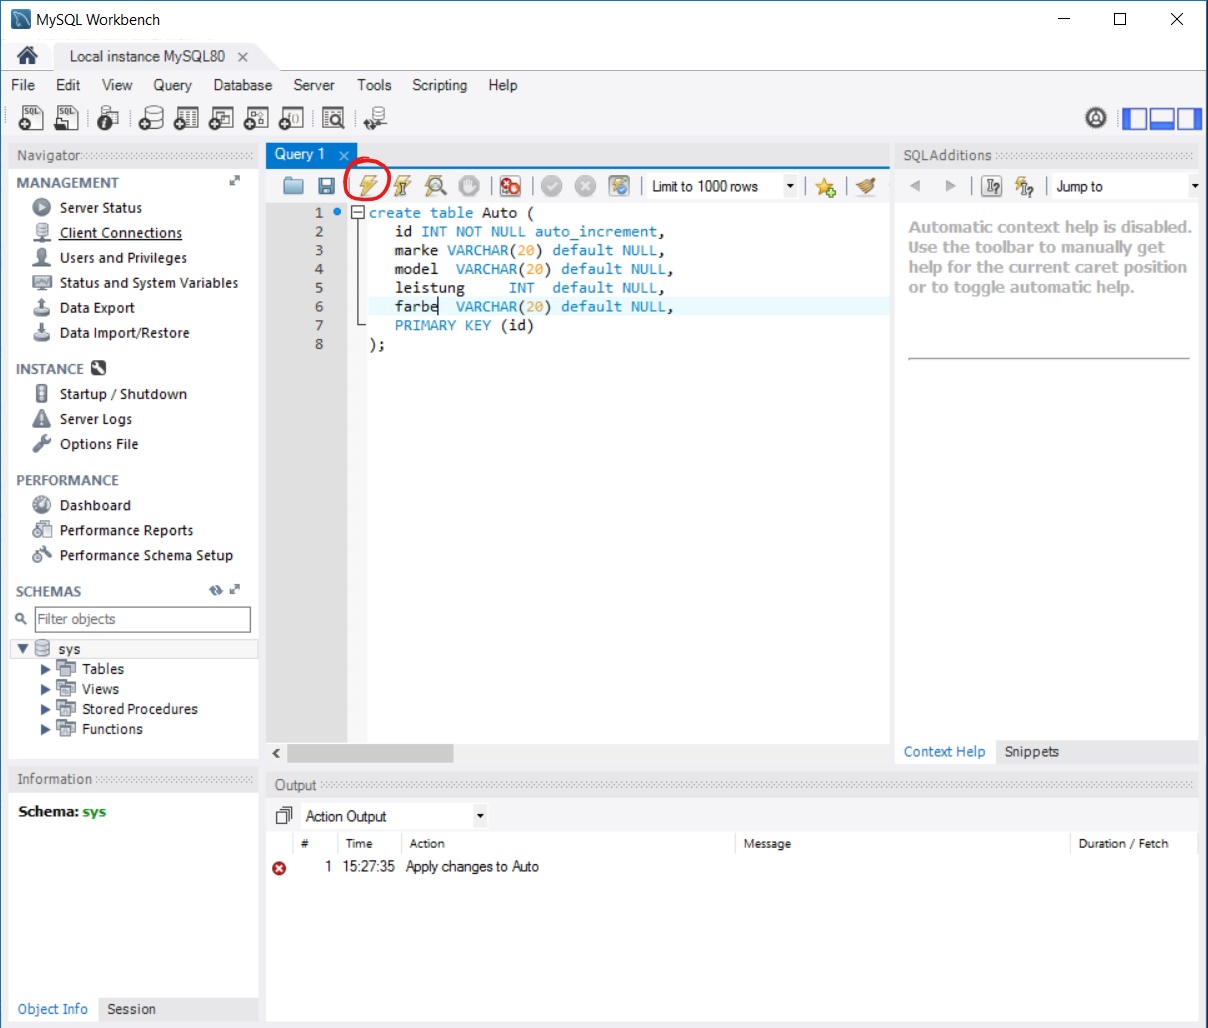 MySQL Workbench
Local instance MySQL80
File Edit View Query Database Server Tools Scripting Help
Navigator
MANAGEMENT
Server Status
Client Connections
Users and Privileges
Status and System Variables
Data Export
Data Import/Restore
INSTANCE
Startup / Shutdown
Server Logs
Options File
PERFORMANCE
Dashboard
Performance Reports
Performance Schema Setup
SCHEMAS
Filter objects
sys
Tables
Views
Stored Procedures
Functions
Information
Schema: sys
Object Info Session
Query 1
Limit to 1000 rows
1 create table Auto (
2 id INT NOT NULL auto_increment,
3 marke VARCHAR(20) default NULL,
4 model VARCHAR(20) default NULL,
5 leistung INT default NULL,
6 farbe VARCHAR(20) default NULL,
7 PRIMARY KEY (id)
8 );
SQLAdditions
Jump to
Automatic context help is disabled.
Use the toolbar to manually get
help for the current caret position
or to toggle automatic help.
Context Help Snippets
Output
Action Output
# Time Action Message Duration / Fetch
1 15:27:35 Apply changes to Auto